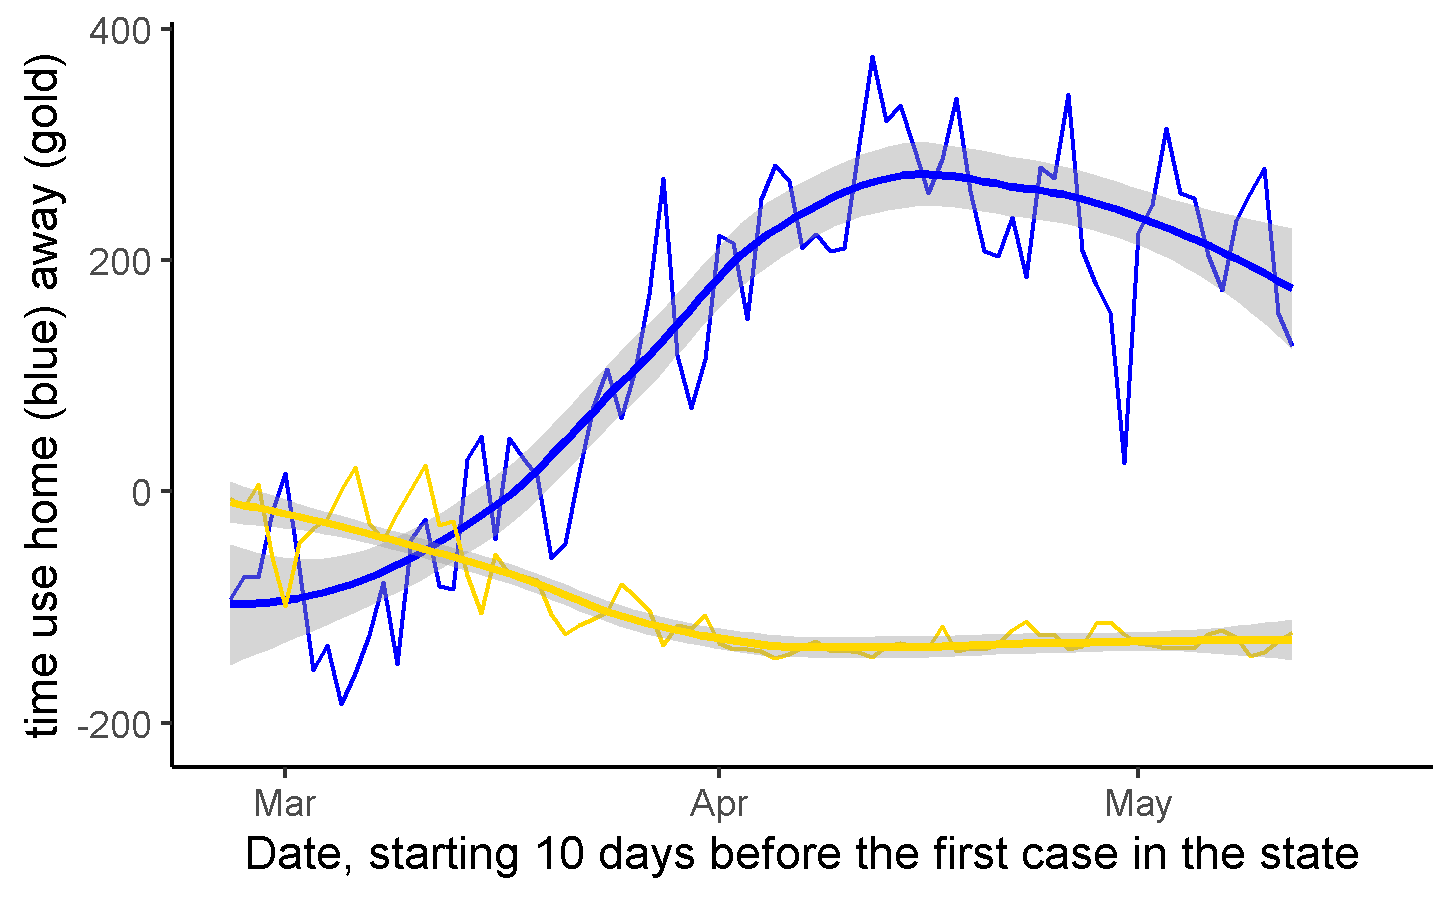 time use home (blue) away (gold)
400
200
0
-200
Mar Apr May
Date, starting 10 days before the first case in the state